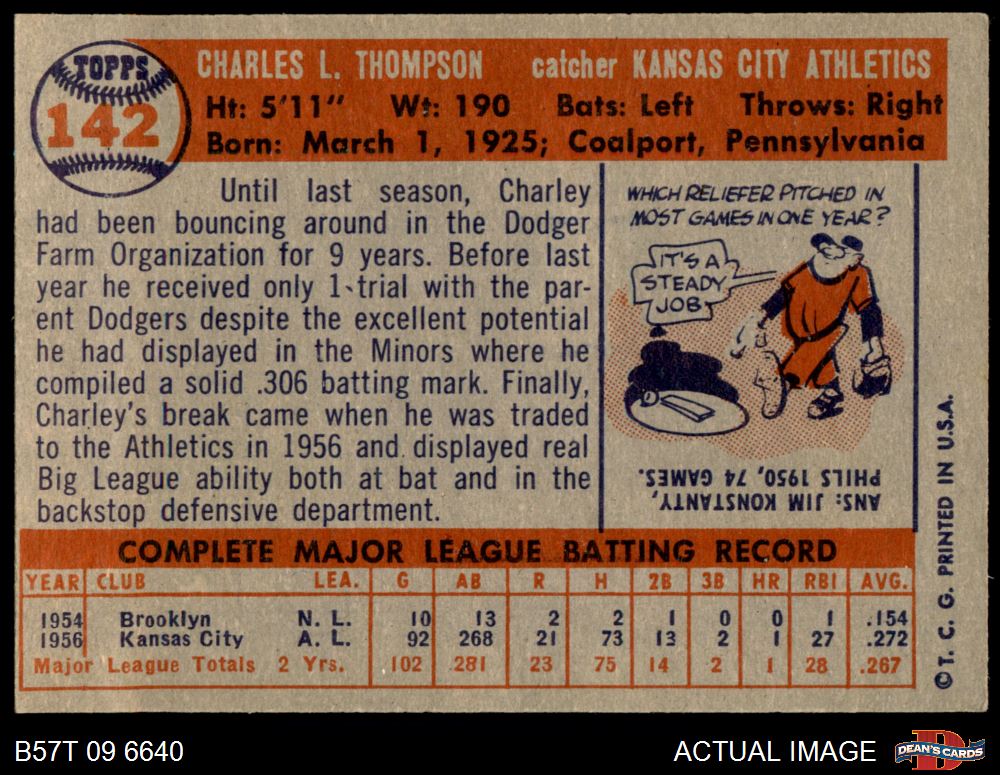 TOPPS
142
CHARLES L. THOMPSON catcher KANSAS CITY ATHLETICS
Ht: 5'11" Wt: 190 Bats: Left Throws: Right
Born: March 1, 1925; Coalport, Pennsylvania
Until last season, Charley
had been bouncing around in the Dodger
Farm Organization for 9 years. Before last
year he received only 1 trial with the par-
ent Dodgers despite the excellent potential
he had displayed in the Minors where he
compiled a solid .306 batting mark. Finally,
Charley's break came when he was traded
to the Athletics in 1956 and displayed real
Big League ability both at bat and in the
backstop defensive department.
WHICH RELIEFER PITCHED IN
MOST GAMES IN ONE YEAR?
IT'S A
STEADY
JOB
ANS: JIM KONSTANTY,
PHILS 1950, 74 GAMES.
COMPLETE MAJOR LEAGUE BATTING RECORD
YEAR CLUB LEA. G AB R H 2B 3B HR RBI AVG.
1954 Brooklyn N. L. 10 13 2 2 1 0 0 1 .154
1956 Kansas City A. L. 92 268 21 73 13 2 1 27 .272
Major League Totals 2 Yrs. 102 281 23 75 14 2 1 28 .267
© T. C. G. PRINTED IN U.S.A.
B57T 09 6640
ACTUAL IMAGE
D
DEAN'S CARDS